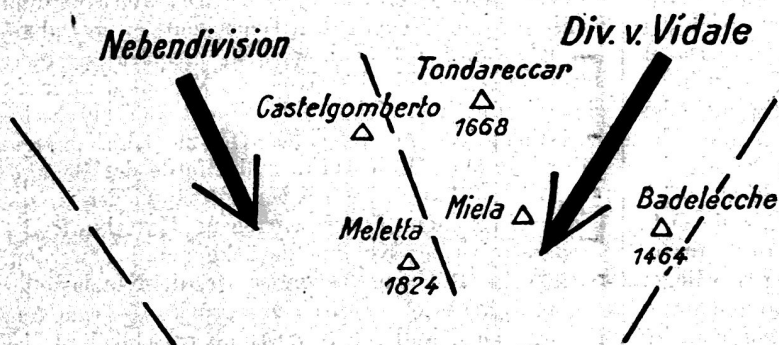 Nebendivision
Div. v. Vidale
Tondareccar
1668
Castelgomberto
Miela
Badelecche
1464
Meletta
1824